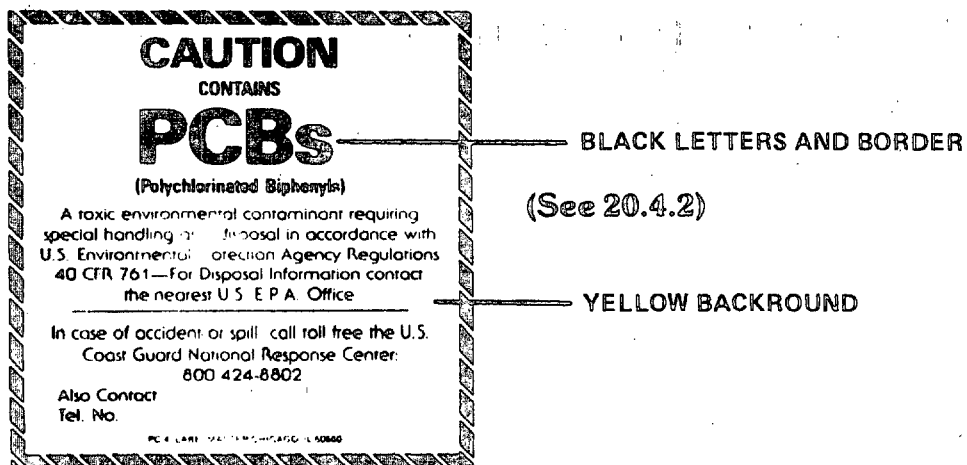 CAUTION
CONTAINS
PCBs
(Polychlorinated Biphenyls)
A toxic environmental contaminant requiring
special handling disposal in accordance with
U.S. Environmental Protection Agency Regulations
40 CFR 761—For Disposal Information contact
the nearest U.S. E.P.A. Office
In case of accident or spill, call toll free the U.S.
Coast Guard National Response Center:
800 424-8802
Also Contact
Tel. No.
BLACK LETTERS AND BORDER
(See 20.4.2)
YELLOW BACKROUND